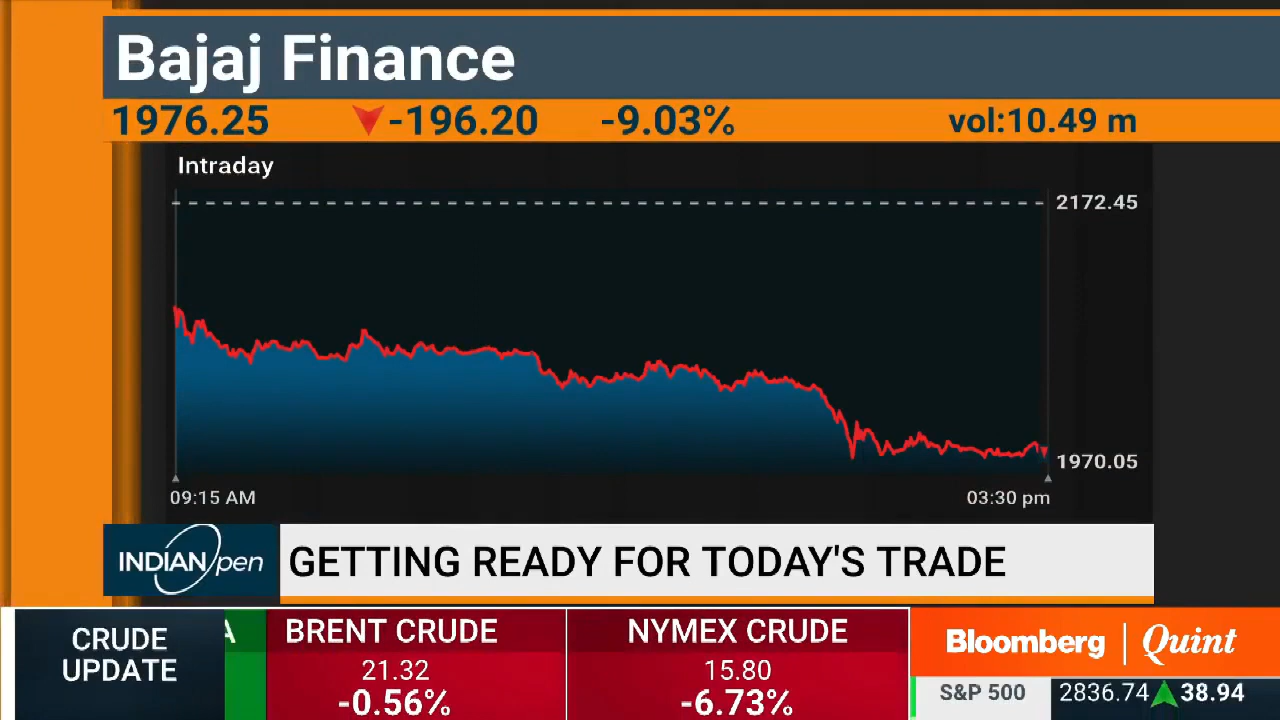 Bajaj Finance
1976.25 -196.20 -9.03% vol:10.49 m
Intraday
2172.45
1970.05
09:15 AM 03:30 pm
INDIAN Open GETTING READY FOR TODAY'S TRADE
CRUDE UPDATE
A
BRENT CRUDE
21.32
-0.56%
NYMEX CRUDE
15.80
-6.73%
Bloomberg | Quint
S&P 500 2836.74 38.94